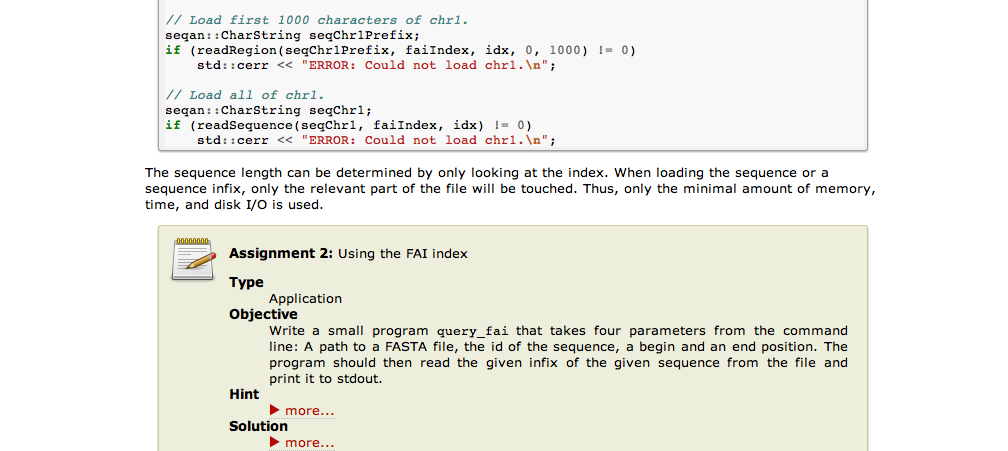 // Load first 1000 characters of chr1.
seqan::CharString seqChr1Prefix;
if (readRegion(seqChr1Prefix, faiIndex, idx, 0, 1000) != 0)
    std::cerr << "ERROR: Could not load chr1.\n";

// Load all of chr1.
seqan::CharString seqChr1;
if (readSequence(seqChr1, faiIndex, idx) != 0)
    std::cerr << "ERROR: Could not load chr1.\n";
The sequence length can be determined by only looking at the index. When loading the sequence or a
sequence infix, only the relevant part of the file will be touched. Thus, only the minimal amount of memory,
time, and disk I/O is used.
Assignment 2: Using the FAI index
Type
Application
Objective
Write a small program query_fai that takes four parameters from the command
line: A path to a FASTA file, the id of the sequence, a begin and an end position. The
program should then read the given infix of the given sequence from the file and
print it to stdout.
Hint
▶ more...
Solution
▶ more...